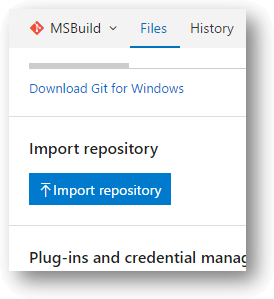 MSBuild Files History
Download Git for Windows
Import repository
Import repository
Plug-ins and credential manag